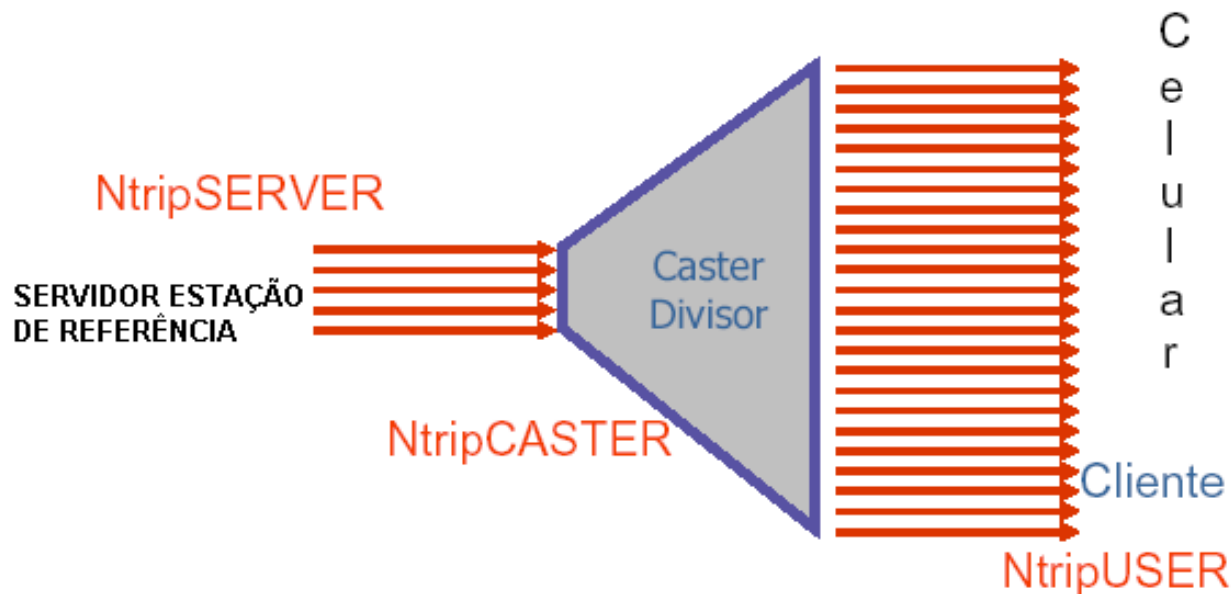 NtripSERVER
SERVIDOR ESTAÇÃO
DE REFERÊNCIA
Caster
Divisor
NtripCASTER
C
e
l
u
l
a
r
Cliente
NtripUSER